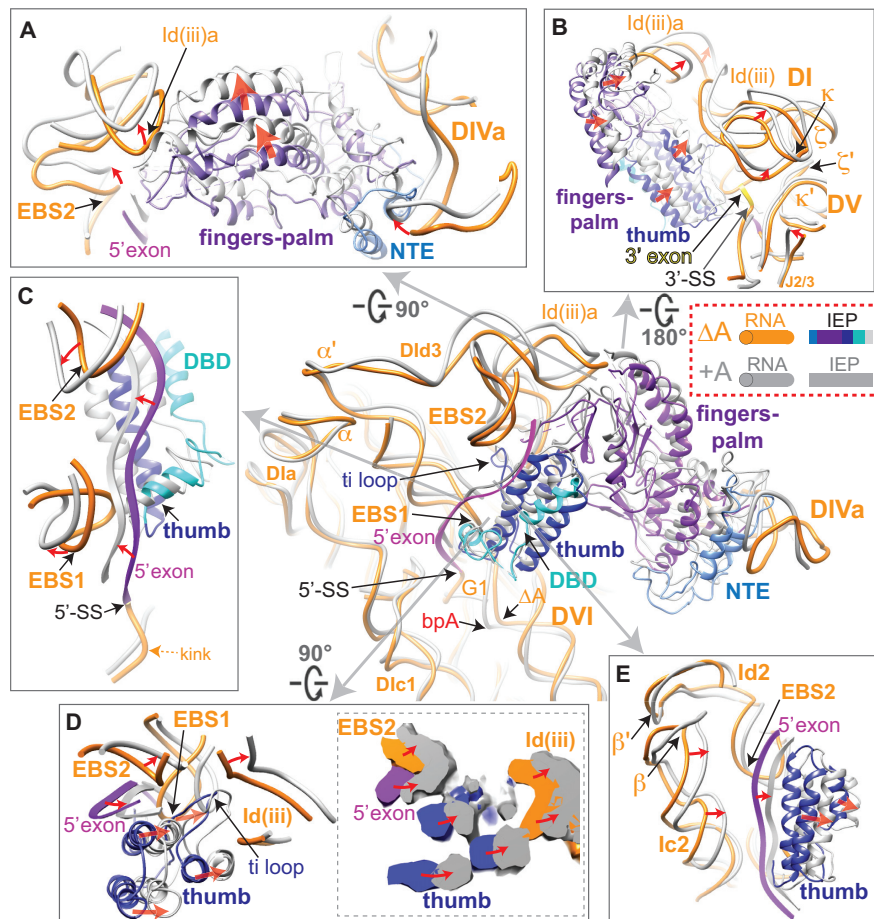 A
Id(iii)a
DIVa
EBS2
5'exon
fingers-palm
NTE
B
Id(iii)a
Id(iii)
DI
κ
ζ
ζ'
κ'
DV
fingers-
palm
thumb
3' exon
3'-SS
J2/3
90°
180°
RNA
IEP
ΔA
RNA
IEP
+A
C
DBD
EBS2
thumb
EBS1
5'exon
5'-SS
kink
Id(iii)a
α'
DId3
EBS2
α
ti loop
DIa
EBS1
5'exon
thumb
DBD
5'-SS
G1
ΔA
bpA
DVI
DIc1
fingers-
palm
DIVa
NTE
90°
D
EBS1
EBS2
5'exon
Id(iii)
ti loop
thumb
EBS2
Id(iii)
5'exon
thumb
E
Id2
EBS2
5'exon
β'
β
Ic2
thumb